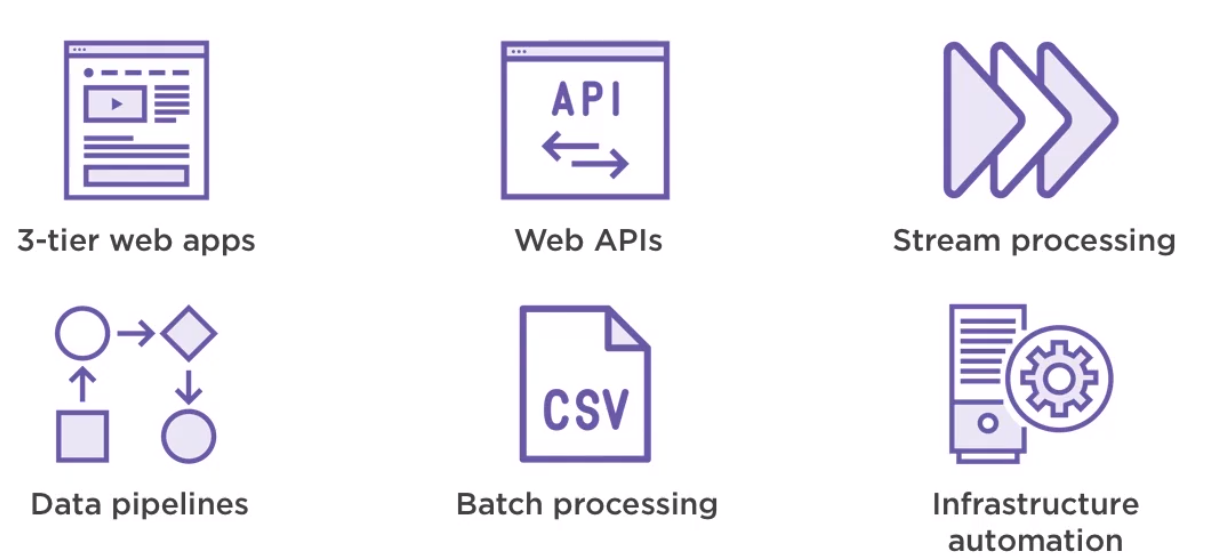 API
3-tier web apps
Web APIs
Stream processing
CSV
Data pipelines
Batch processing
Infrastructure
automation